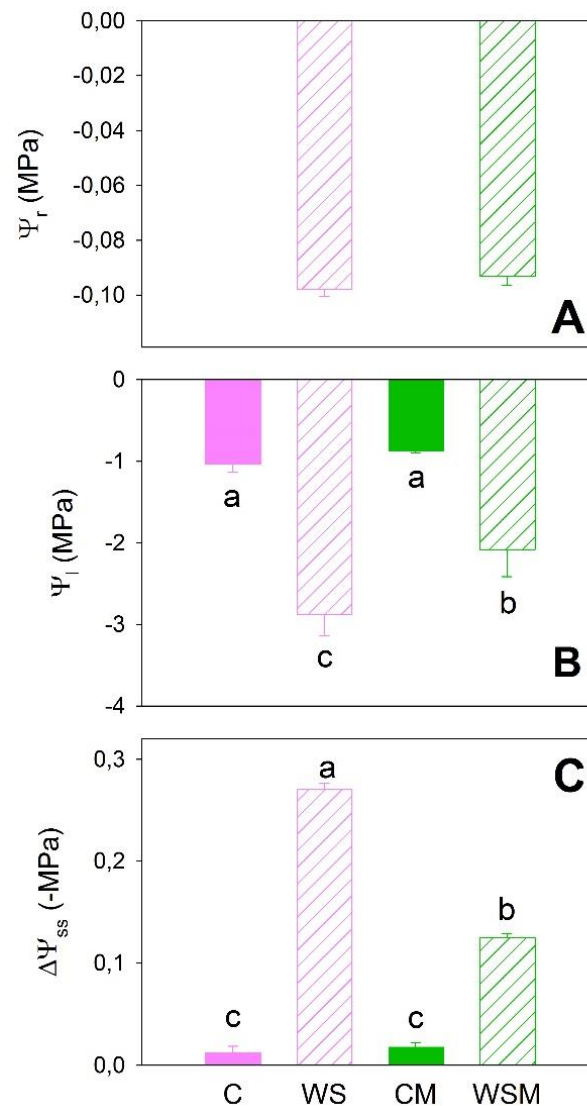 0,00
-0,02
-0,04
-0,06
-0,08
-0,10
Ψr (MPa)
A
0
-1
-2
-3
-4
Ψl (MPa)
a
c
a
b
B
0,3
0,2
0,1
0,0
ΔΨss (-MPa)
c
a
c
b
C
C WS CM WSM